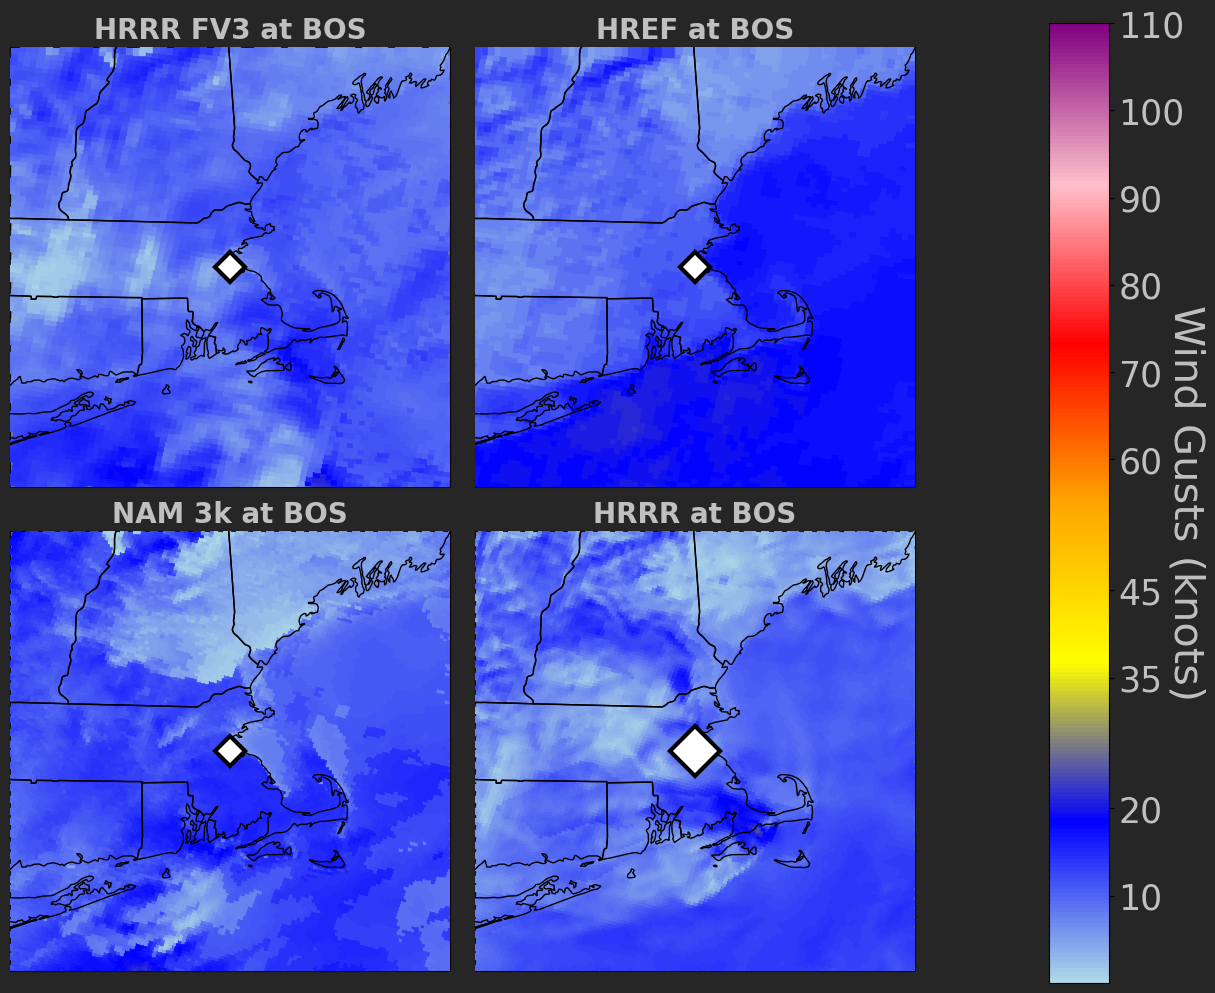 HRRR FV3 at BOS
HREF at BOS
NAM 3k at BOS
HRRR at BOS
110
100
90
80
70
60
45
35
20
10
Wind Gusts (knots)